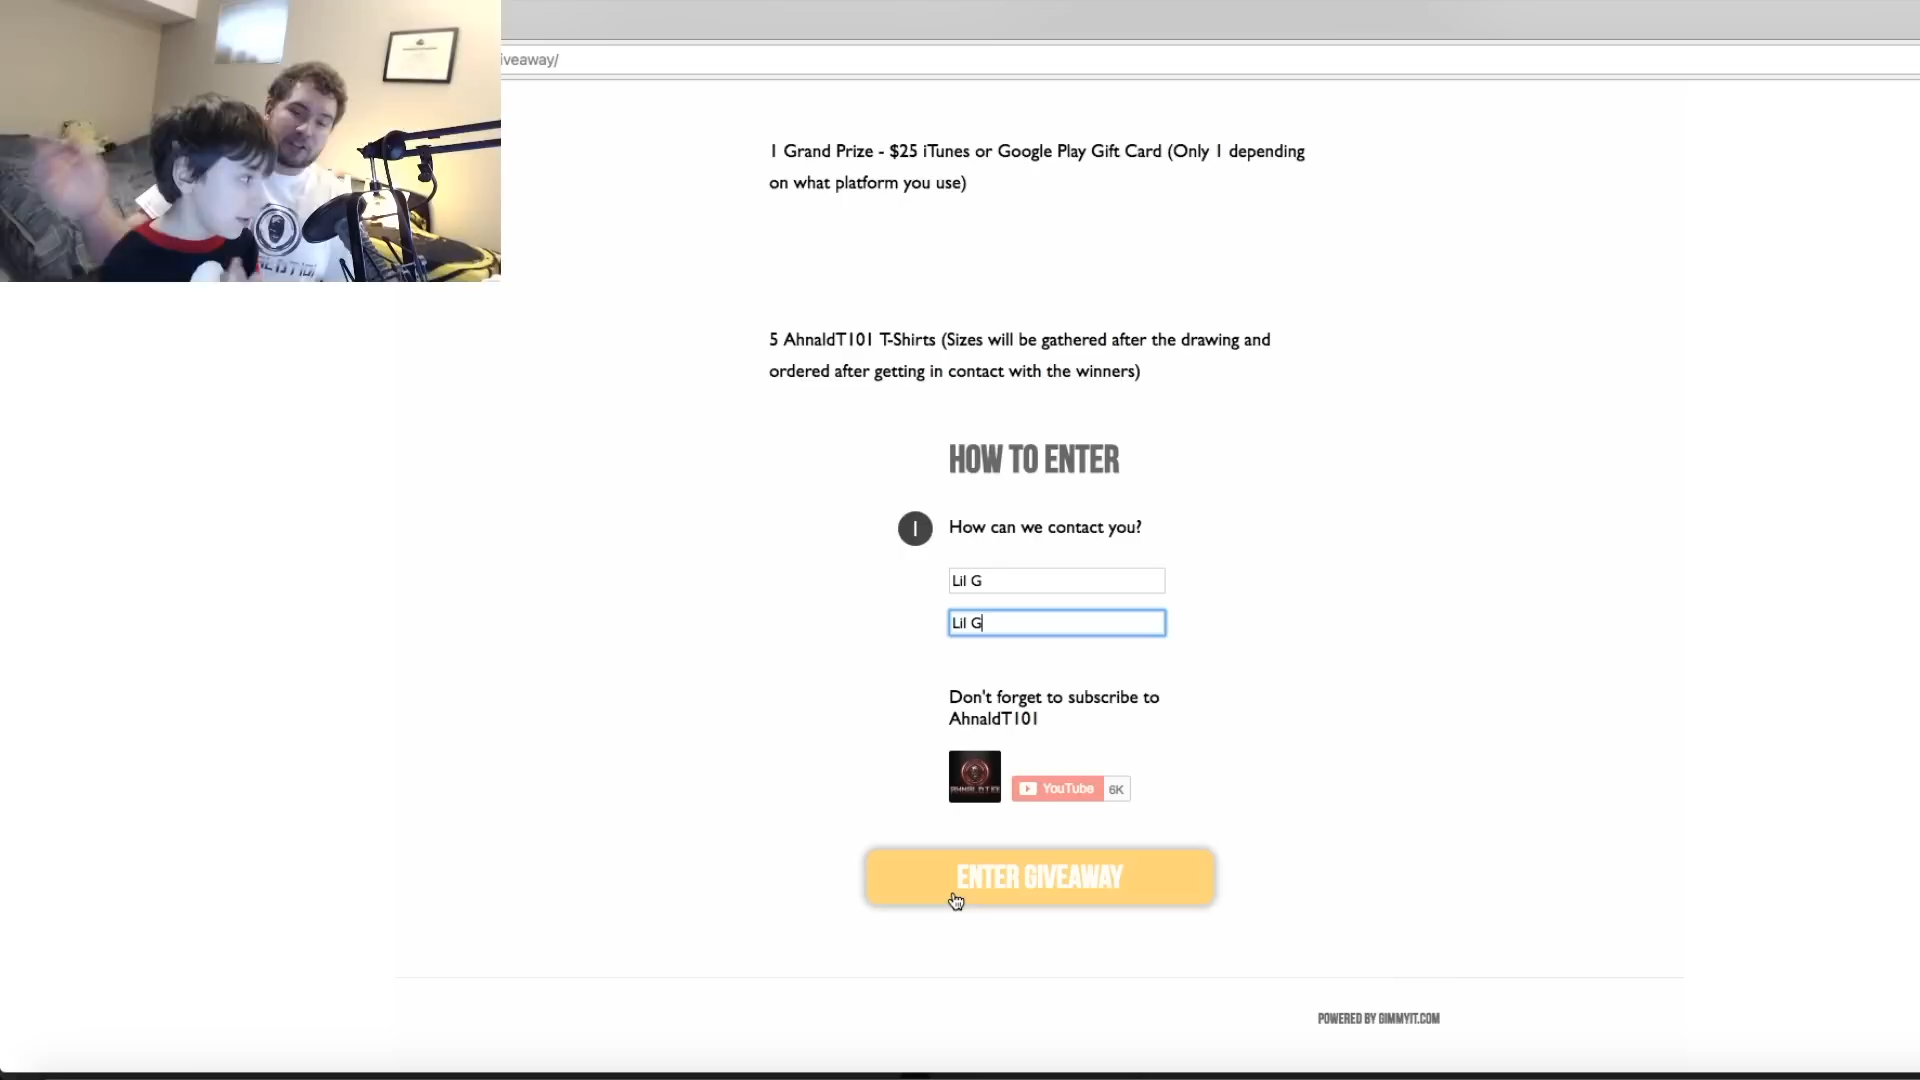 iveaway/
1 Grand Prize - $25 iTunes or Google Play Gift Card (Only 1 depending
on what platform you use)
5 AhnaldT101 T-Shirts (Sizes will be gathered after the drawing and
ordered after getting in contact with the winners)
HOW TO ENTER
1 How can we contact you?
Lil G
Lil G
Don't forget to subscribe to
AhnaldT101
YouTube 6K
ENTER GIVEAWAY
POWERED BY GIMMYIT.COM